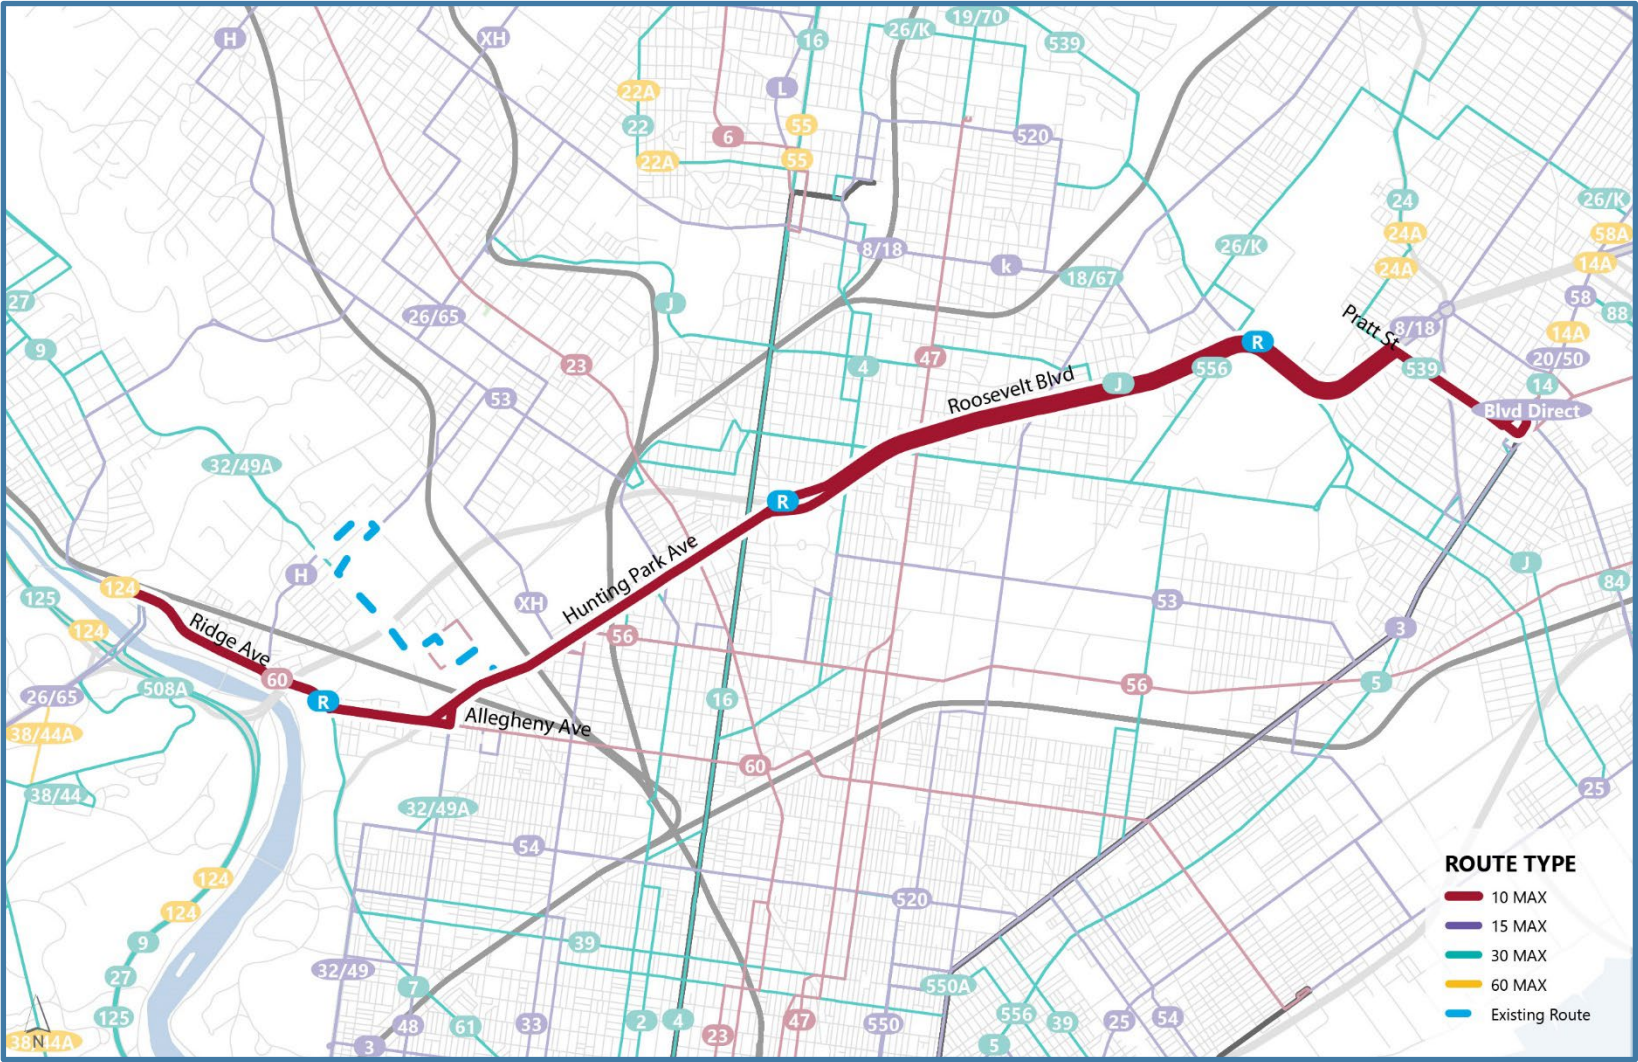 H
XH
16
26/K
19/70
539
22A
L
22
55
6
520
22A
55
24
26/K
8/18
26/K
24A
58A
k
18/67
24A
14A
27
J
26/65
58
88
9
23
4
47
R
Pratt St
8/18
14A
20/50
53
Roosevelt Blvd
J
556
539
14
Blvd Direct
32/49A
R
H
XH
Hunting Park Ave
53
J
84
124
125
124
Ridge Ave
56
3
26/65
508A
60
R
16
56
5
38/44A
Allegheny Ave
60
38/44
32/49A
25
54
124
520
124
9
39
27
32/49
7
550A
125
48
61
33
2
4
23
47
550
556
39
25
54
38/44A
N
3
5
ROUTE TYPE
10 MAX
15 MAX
30 MAX
60 MAX
Existing Route